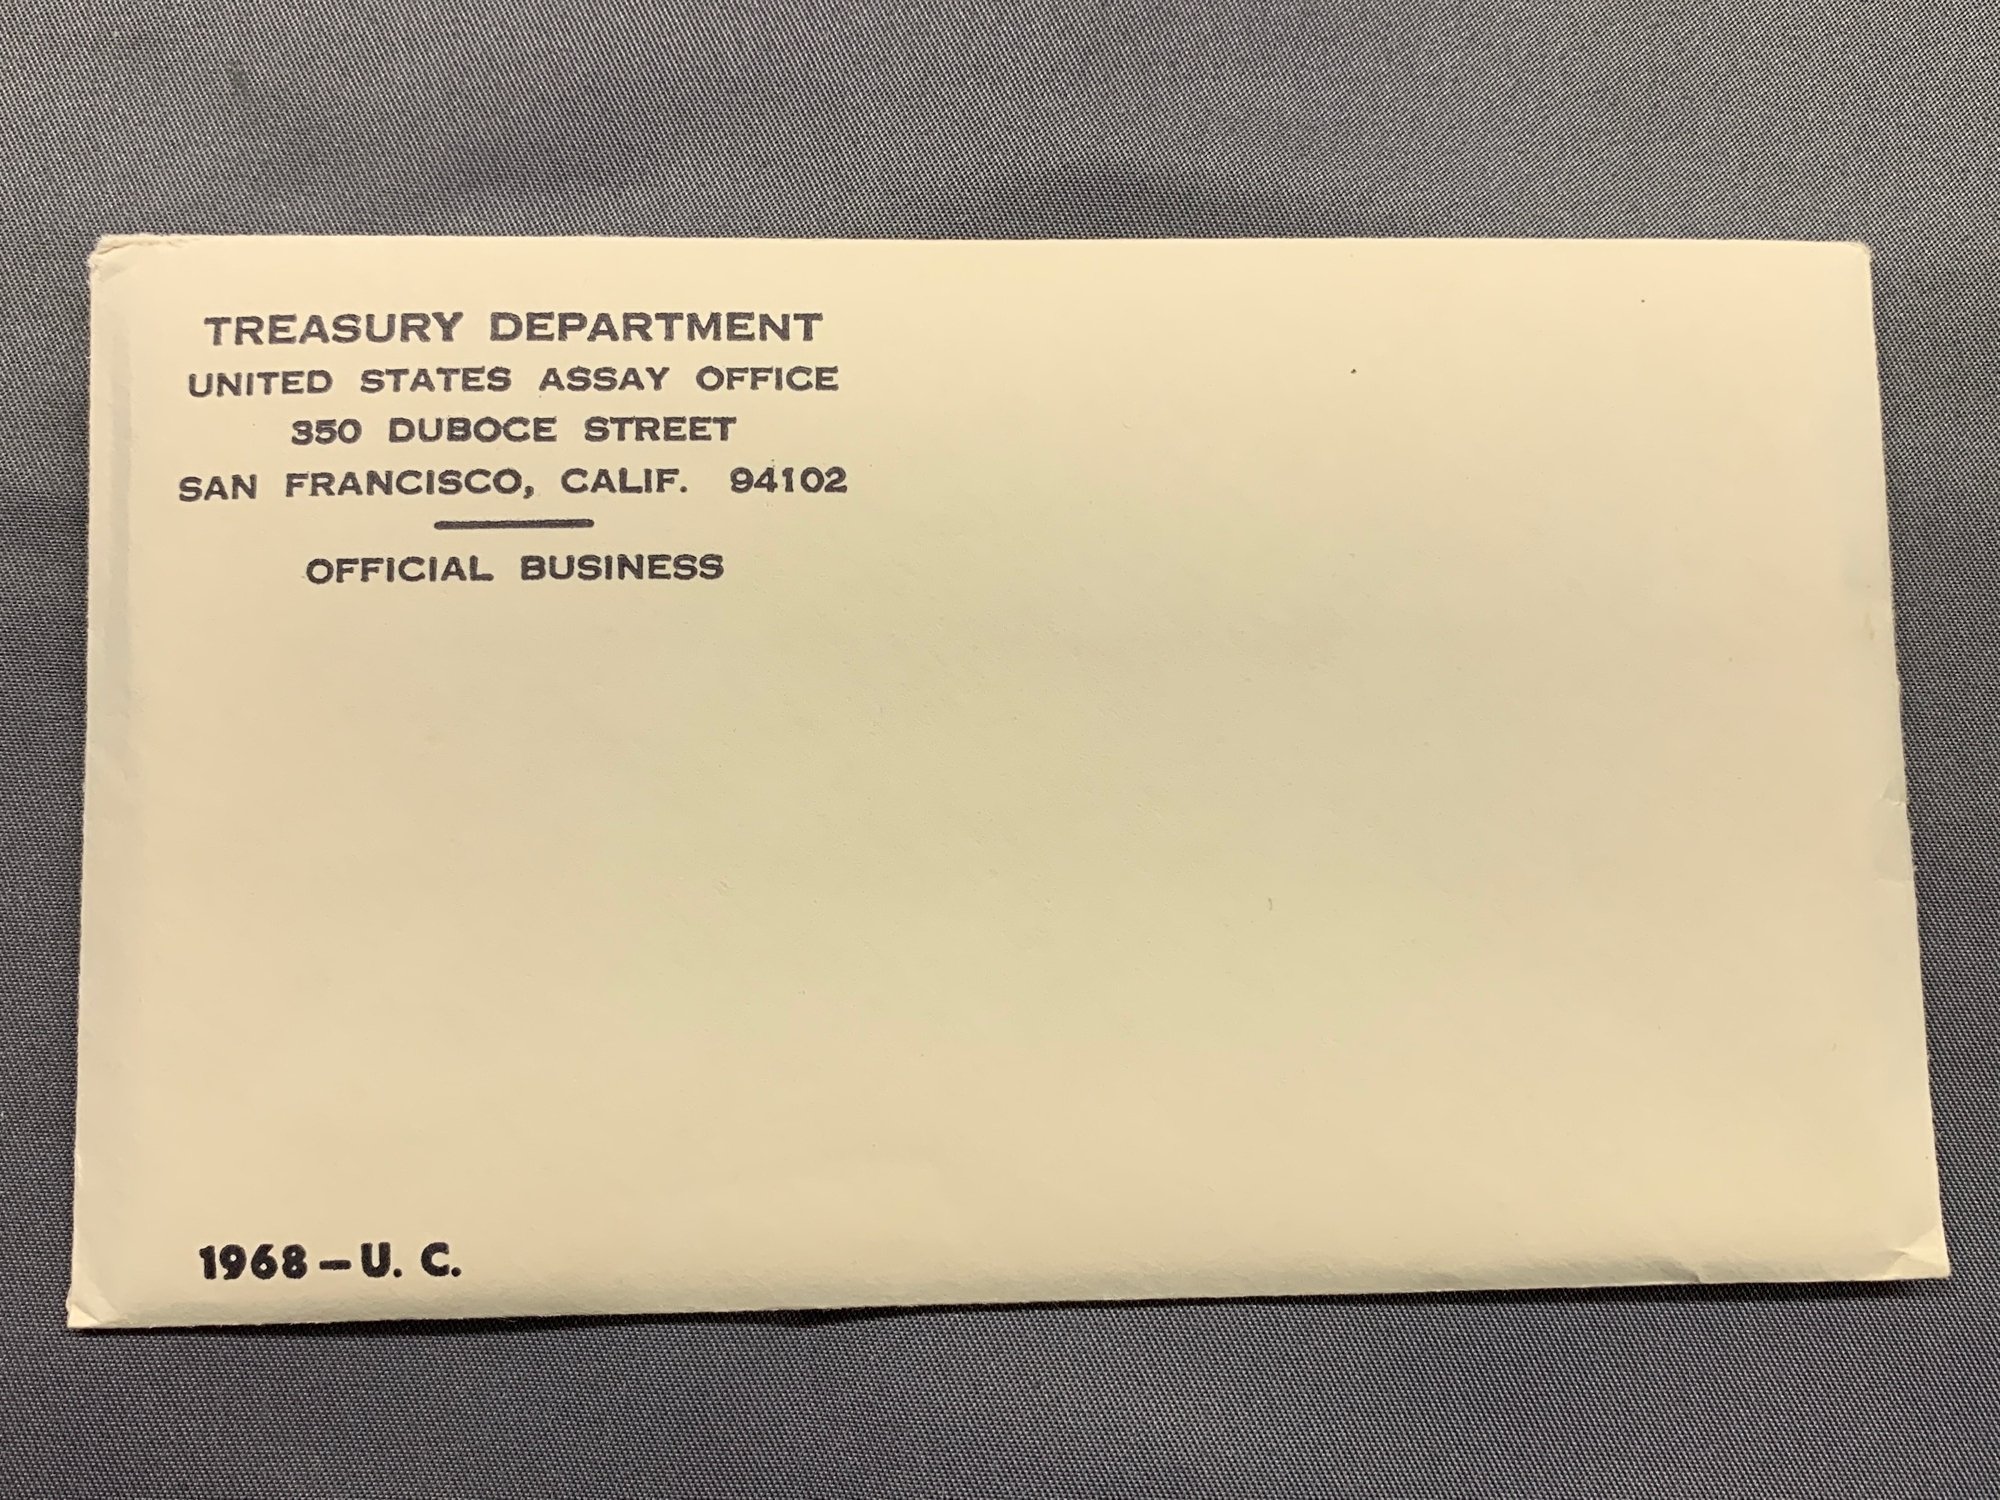 TREASURY DEPARTMENT
UNITED STATES ASSAY OFFICE
350 DUBOCE STREET
SAN FRANCISCO, CALIF. 94102
OFFICIAL BUSINESS
1968 – U. C.